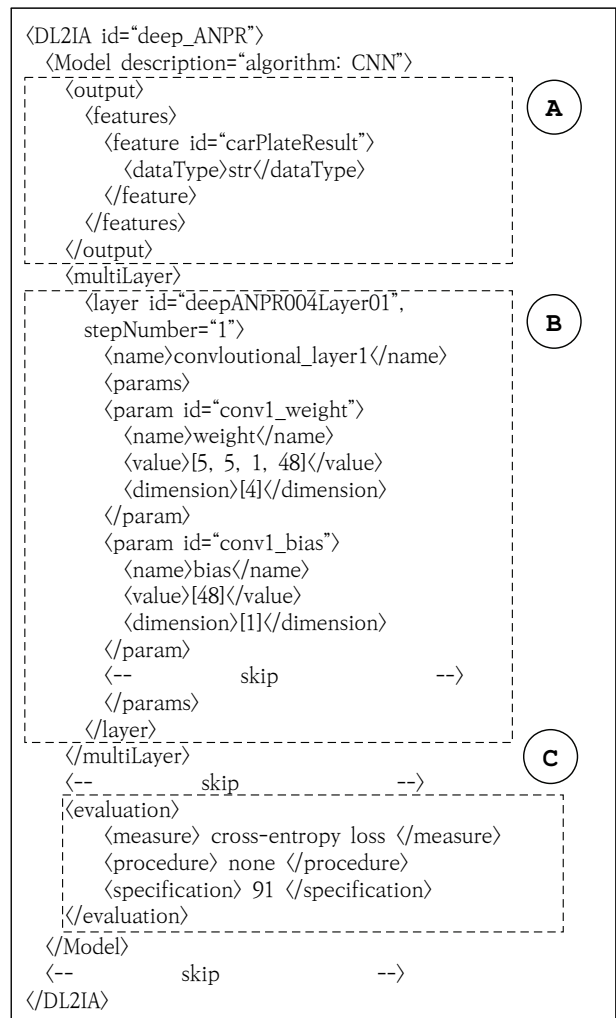 〈DL2IA id=“deep_ANPR”〉
〈Model description=“algorithm: CNN”〉
〈output〉
A
〈features〉
〈feature id=“carPlateResult”〉
〈dataType〉str〈/dataType〉
〈/feature〉
〈/features〉
〈/output〉
〈multiLayer〉
〈layer id=“deepANPR004Layer01”,
B
stepNumber=“1”〉
〈name〉convloutional_layer1〈/name〉
〈params〉
〈param id=“conv1_weight”〉
〈name〉weight〈/name〉
〈value〉[5, 5, 1, 48]〈/value〉
〈dimension〉[4]〈/dimension〉
〈/param〉
〈param id=“conv1_bias”〉
〈name〉bias〈/name〉
〈value〉[48]〈/value〉
〈dimension〉[1]〈/dimension〉
〈/param〉
〈-- skip --〉
〈/params〉
〈/layer〉
〈/multiLayer〉
C
〈-- skip --〉
〈evaluation〉
〈measure〉 cross-entropy loss 〈/measure〉
〈procedure〉 none 〈/procedure〉
〈specification〉 91 〈/specification〉
〈/evaluation〉
〈/Model〉
〈-- skip --〉
〈/DL2IA〉